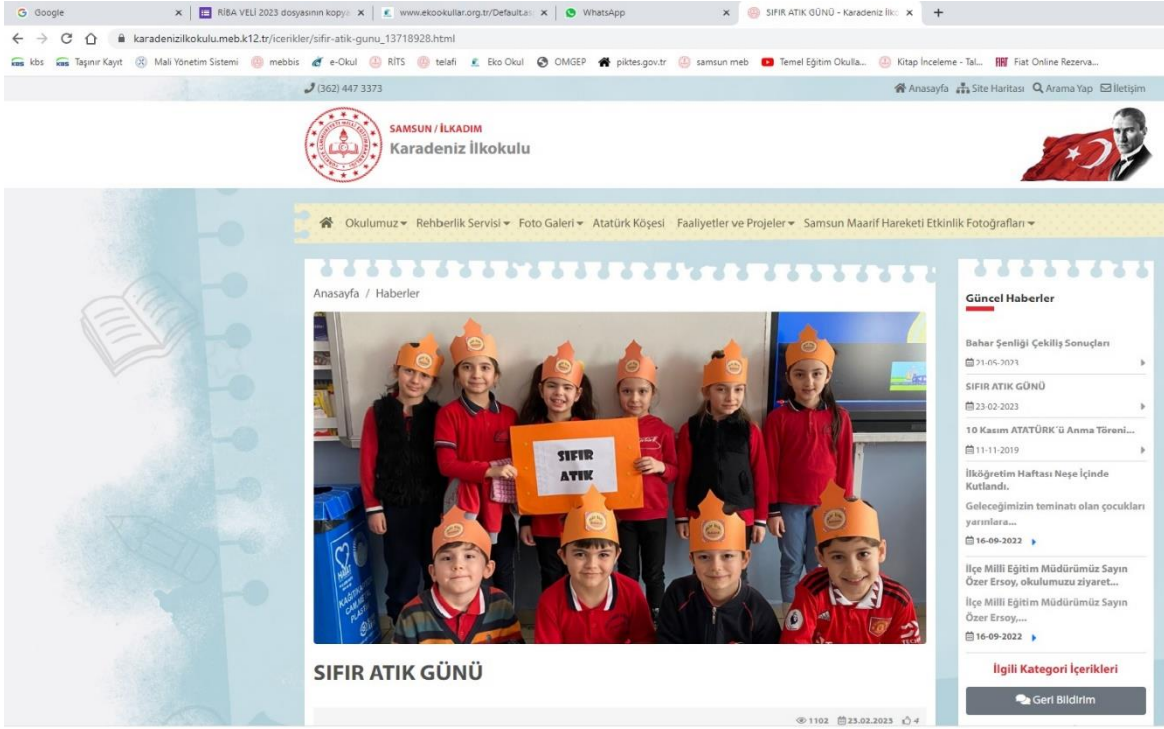 Google
RİBA VELİ 2023 dosyasının kopya
www.ekookullar.org.tr/Default.as
WhatsApp
SIFIR ATIK GÜNÜ - Karadeniz İlko
karadenizilkokulu.meb.k12.tr/icerikler/sifir-atik-gunu_13718928.html
kbs Taşınır Kayıt Mali Yönetim Sistemi mebbis e-Okul RİTS telafi Eko Okul OMGEP piktes.gov.tr samsun meb Temel Eğitim Okulla... Kitap İnceleme - Tal... Fiat Online Rezerva...
(362) 447 3373
Anasayfa Site Haritası Arama Yap İletişim
SAMSUN / İLKADIM
Karadeniz İlkokulu
Okulumuz Rehberlik Servisi Foto Galeri Atatürk Köşesi Faaliyetler ve Projeler Samsun Maarif Hareketi Etkinlik Fotoğrafları
Anasayfa / Haberler
SIFIR
ATIK
SIFIR ATIK GÜNÜ
1102 23.02.2023 4
Güncel Haberler
Bahar Şenliği Çekiliş Sonuçları
21-05-2023
SIFIR ATIK GÜNÜ
23-02-2023
10 Kasım ATATÜRK`ü Anma Töreni...
11-11-2019
İlköğretim Haftası Neşe İçinde
Kutlandı.
Geleceğimizin teminatı olan çocukları
yarınlara...
16-09-2022
İlçe Milli Eğitim Müdürümüz Sayın
Özer Ersoy, okulumuzu ziyaret...
İlçe Milli Eğitim Müdürümüz Sayın
Özer Ersoy,...
16-09-2022
İlgili Kategori İçerikleri
Geri Bildirim